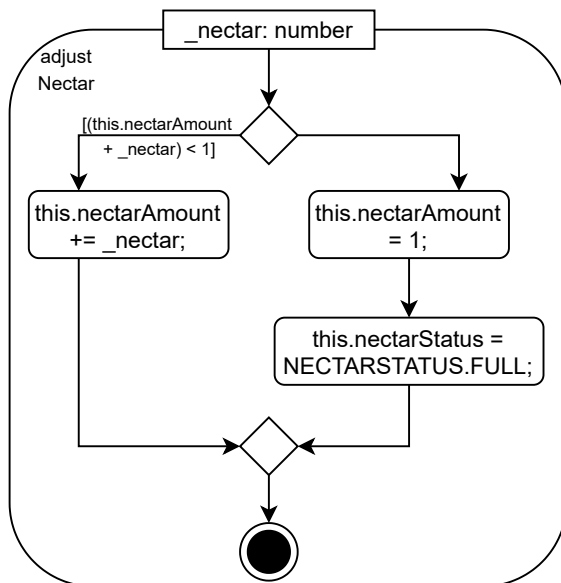 _nectar: number
adjust
Nectar
[(this.nectarAmount
+ _nectar) < 1]
this.nectarAmount
+= _nectar;
this.nectarAmount
= 1;
this.nectarStatus =
NECTARSTATUS.FULL;